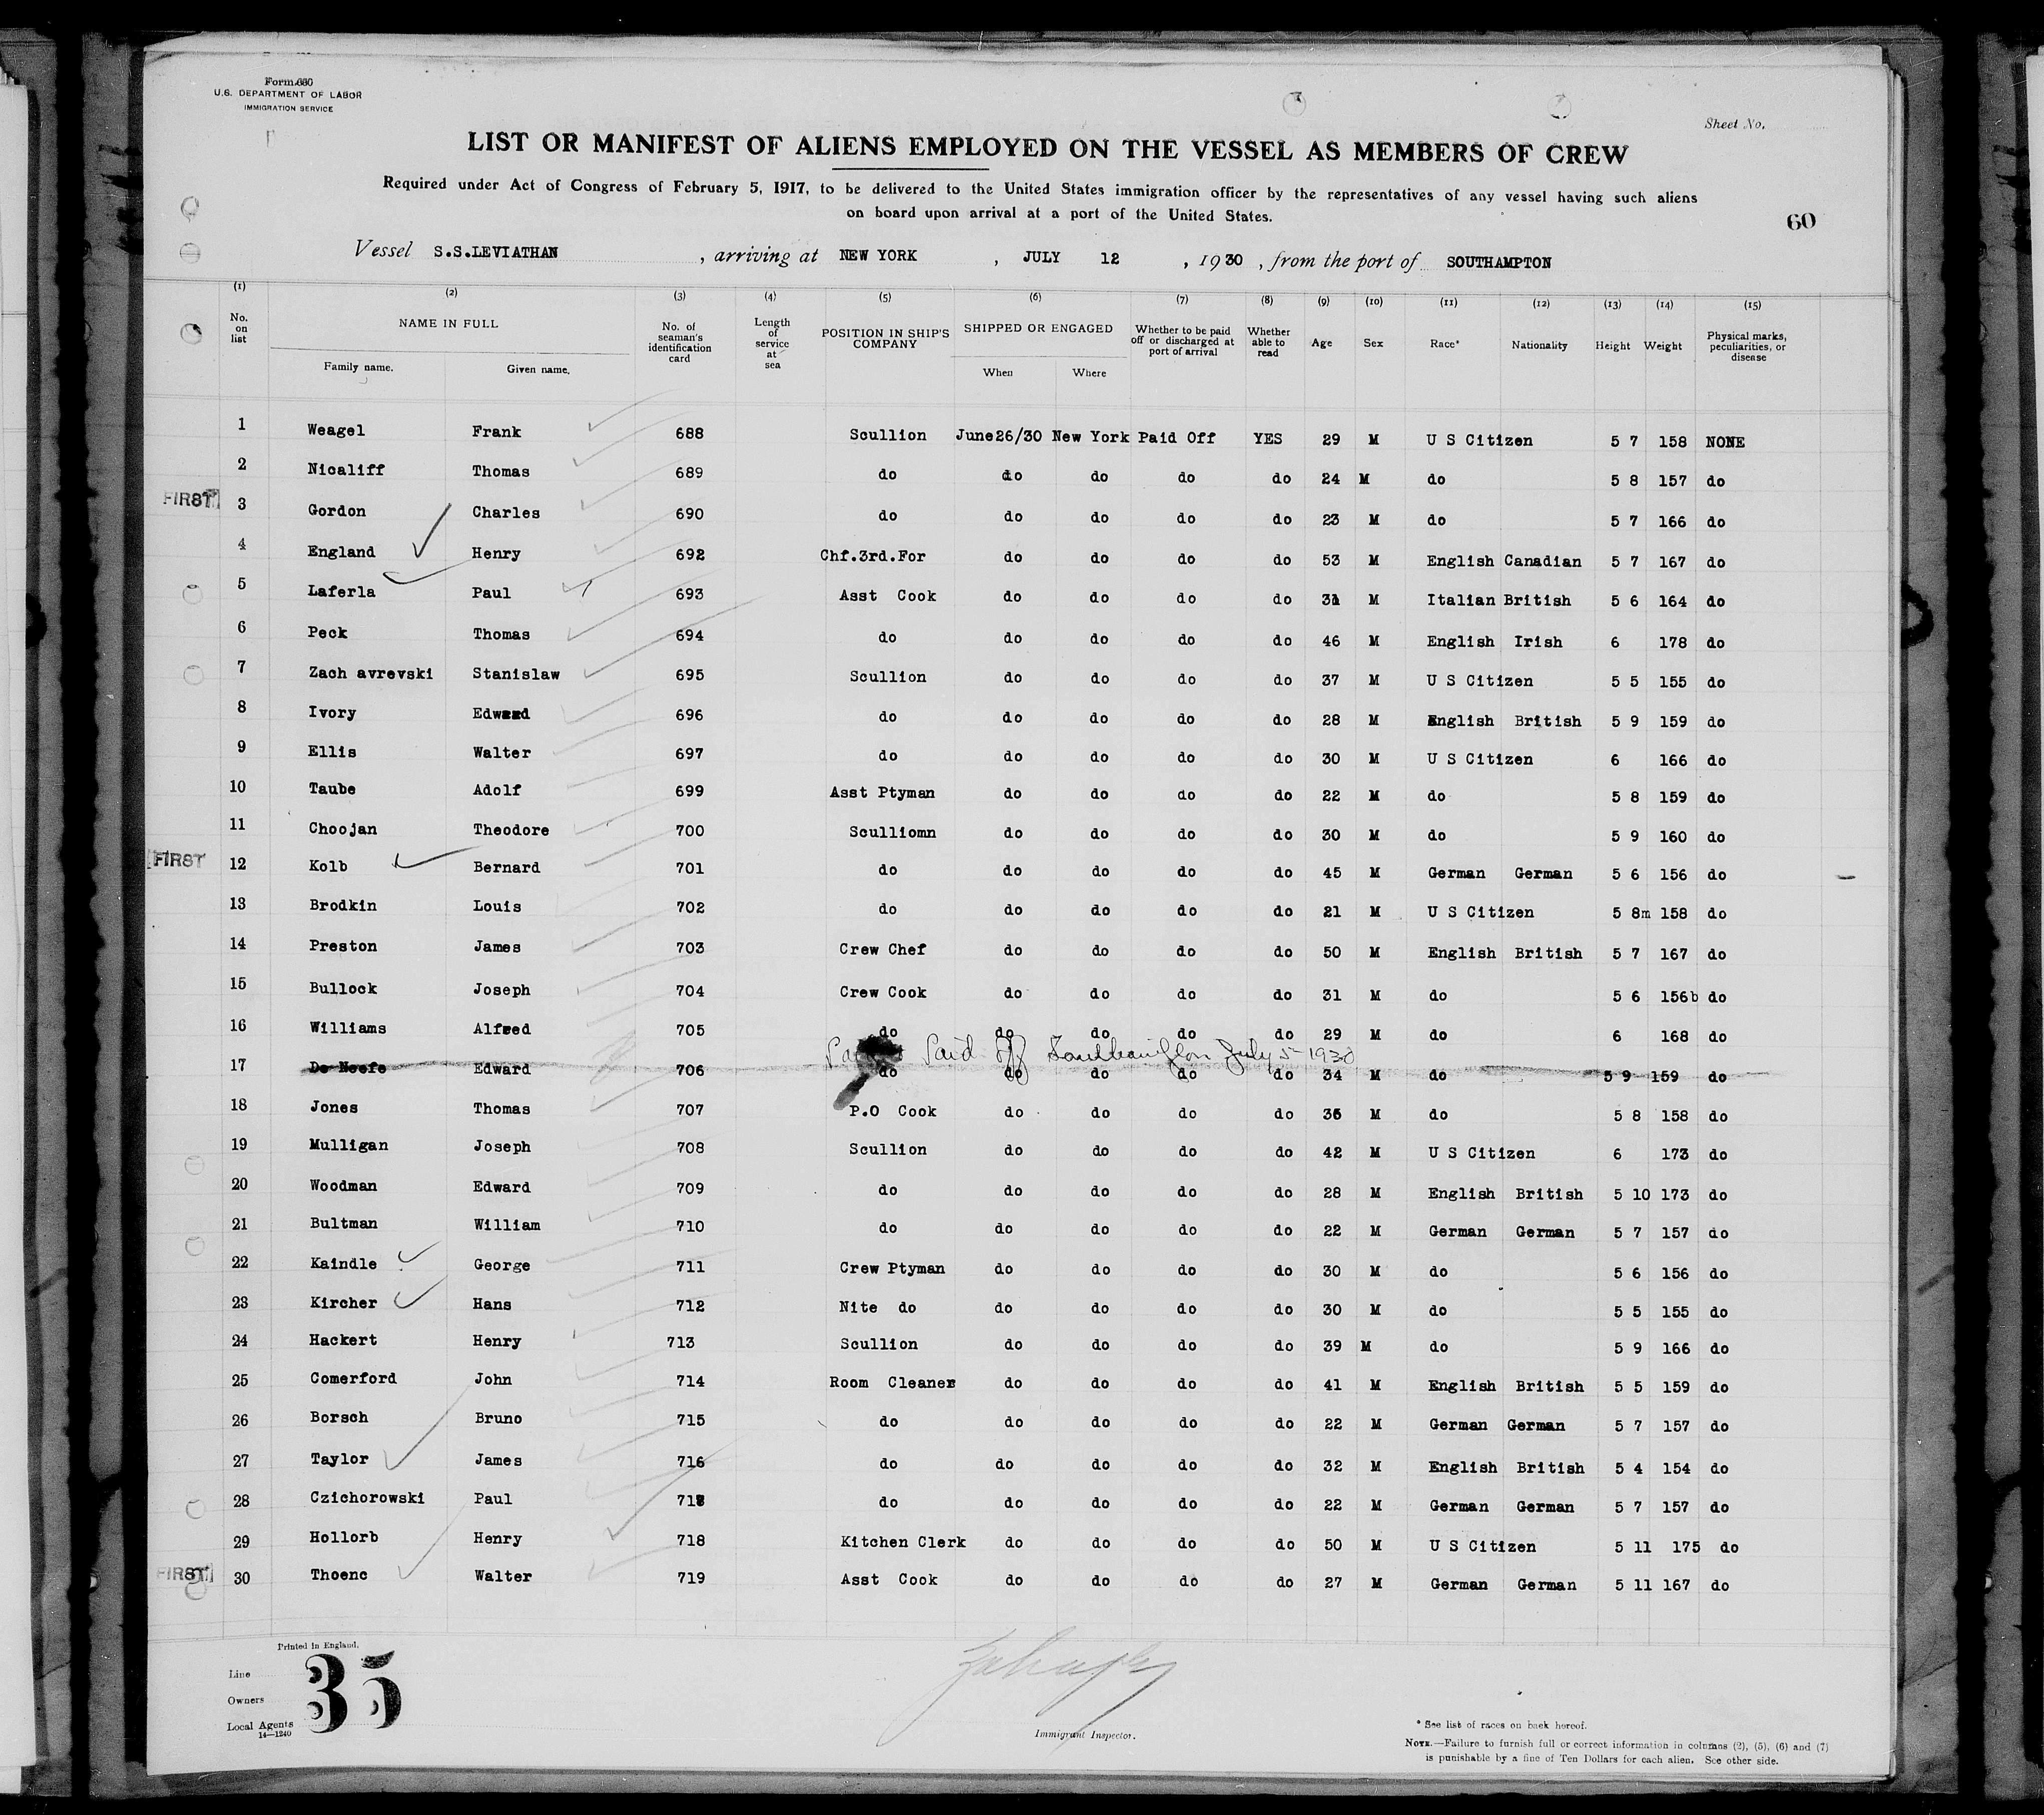 Form 680
U.S. DEPARTMENT OF LABOR
IMMIGRATION SERVICE
Sheet No.
LIST OR MANIFEST OF ALIENS EMPLOYED ON THE VESSEL AS MEMBERS OF CREW
Required under Act of Congress of February 5, 1917, to be delivered to the United States immigration officer by the representatives of any vessel having such aliens
on board upon arrival at a port of the United States.
60
Vessel S.S.LEVIATHAN , arriving at NEW YORK , JULY 12 , 1930 , from the port of SOUTHAMPTON
(1) (2) (3) (4) (5) (6) (7) (8) (9) (10) (11) (12) (13) (14) (15)
No. on list NAME IN FULL Family name. Given name. No. of seaman's identification card Length of service at sea POSITION IN SHIP'S COMPANY SHIPPED OR ENGAGED When Where Whether to be paid off or discharged at port of arrival Whether able to read Age Sex Race* Nationality Height Weight Physical marks, peculiarities, or disease
1 Weagel Frank 688 Scullion June26/30 New York Paid Off YES 29 M U S Citizen 5 7 158 NONE
2 Nicaliff Thomas 689 do do do do do 24 M do 5 8 157 do
FIRST 3 Gordon Charles 690 do do do do do 23 M do 5 7 166 do
4 England Henry 692 Chf.3rd.For do do do do 53 M English Canadian 5 7 167 do
5 Laferla Paul 693 Asst Cook do do do do 31 M Italian British 5 6 164 do
6 Peck Thomas 694 do do do do do 46 M English Irish 6 178 do
7 Zach avrevski Stanislaw 695 Scullion do do do do 37 M U S Citizen 5 5 155 do
8 Ivory Edward 696 do do do do do 28 M English British 5 9 159 do
9 Ellis Walter 697 do do do do do 30 M U S Citizen 6 166 do
10 Taube Adolf 699 Asst Ptyman do do do do 22 M do 5 8 159 do
11 Choojan Theodore 700 Sculliomn do do do do 30 M do 5 9 160 do
FIRST 12 Kolb Bernard 701 do do do do do 45 M German German 5 6 156 do
13 Brodkin Louis 702 do do do do do 21 M U S Citizen 5 8m 158 do
14 Preston James 703 Crew Chef do do do do 50 M English British 5 7 167 do
15 Bullock Joseph 704 Crew Cook do do do do 31 M do 5 6 156b do
16 Williams Alfred 705 do do do do do 29 M do 6 168 do
Paid Off Southampton July 5-1930
17 De Neefe Edward 706 do do do do do 34 M do 5 9 159 do
18 Jones Thomas 707 P.O Cook do do do do 36 M do 5 8 158 do
19 Mulligan Joseph 708 Scullion do do do do 42 M U S Citizen 6 173 do
20 Woodman Edward 709 do do do do do 28 M English British 5 10 173 do
21 Bultman William 710 do do do do do 22 M German German 5 7 157 do
22 Kaindle George 711 Crew Ptyman do do do do 30 M do 5 6 156 do
23 Kircher Hans 712 Nite do do do do do 30 M do 5 5 155 do
24 Hackert Henry 713 Scullion do do do do 39 M do 5 9 166 do
25 Comerford John 714 Room Cleaner do do do do 41 M English British 5 5 159 do
26 Borsch Bruno 715 do do do do do 22 M German German 5 7 157 do
27 Taylor James 716 do do do do do 32 M English British 5 4 154 do
28 Czichorowski Paul 717 do do do do do 22 M German German 5 7 157 do
29 Hollorb Henry 718 Kitchen Clerk do do do do 50 M U S Citizen 5 11 175 do
FIRST 30 Thoenc Walter 719 Asst Cook do do do do 27 M German German 5 11 167 do
Printed in England.
Line
Owners
Local Agents
14—1240
35
Immigrant Inspector.
* See list of races on back hereof.
NOTE.—Failure to furnish full or correct information in columns (2), (5), (6) and (7)
is punishable by a fine of Ten Dollars for each alien. See other side.